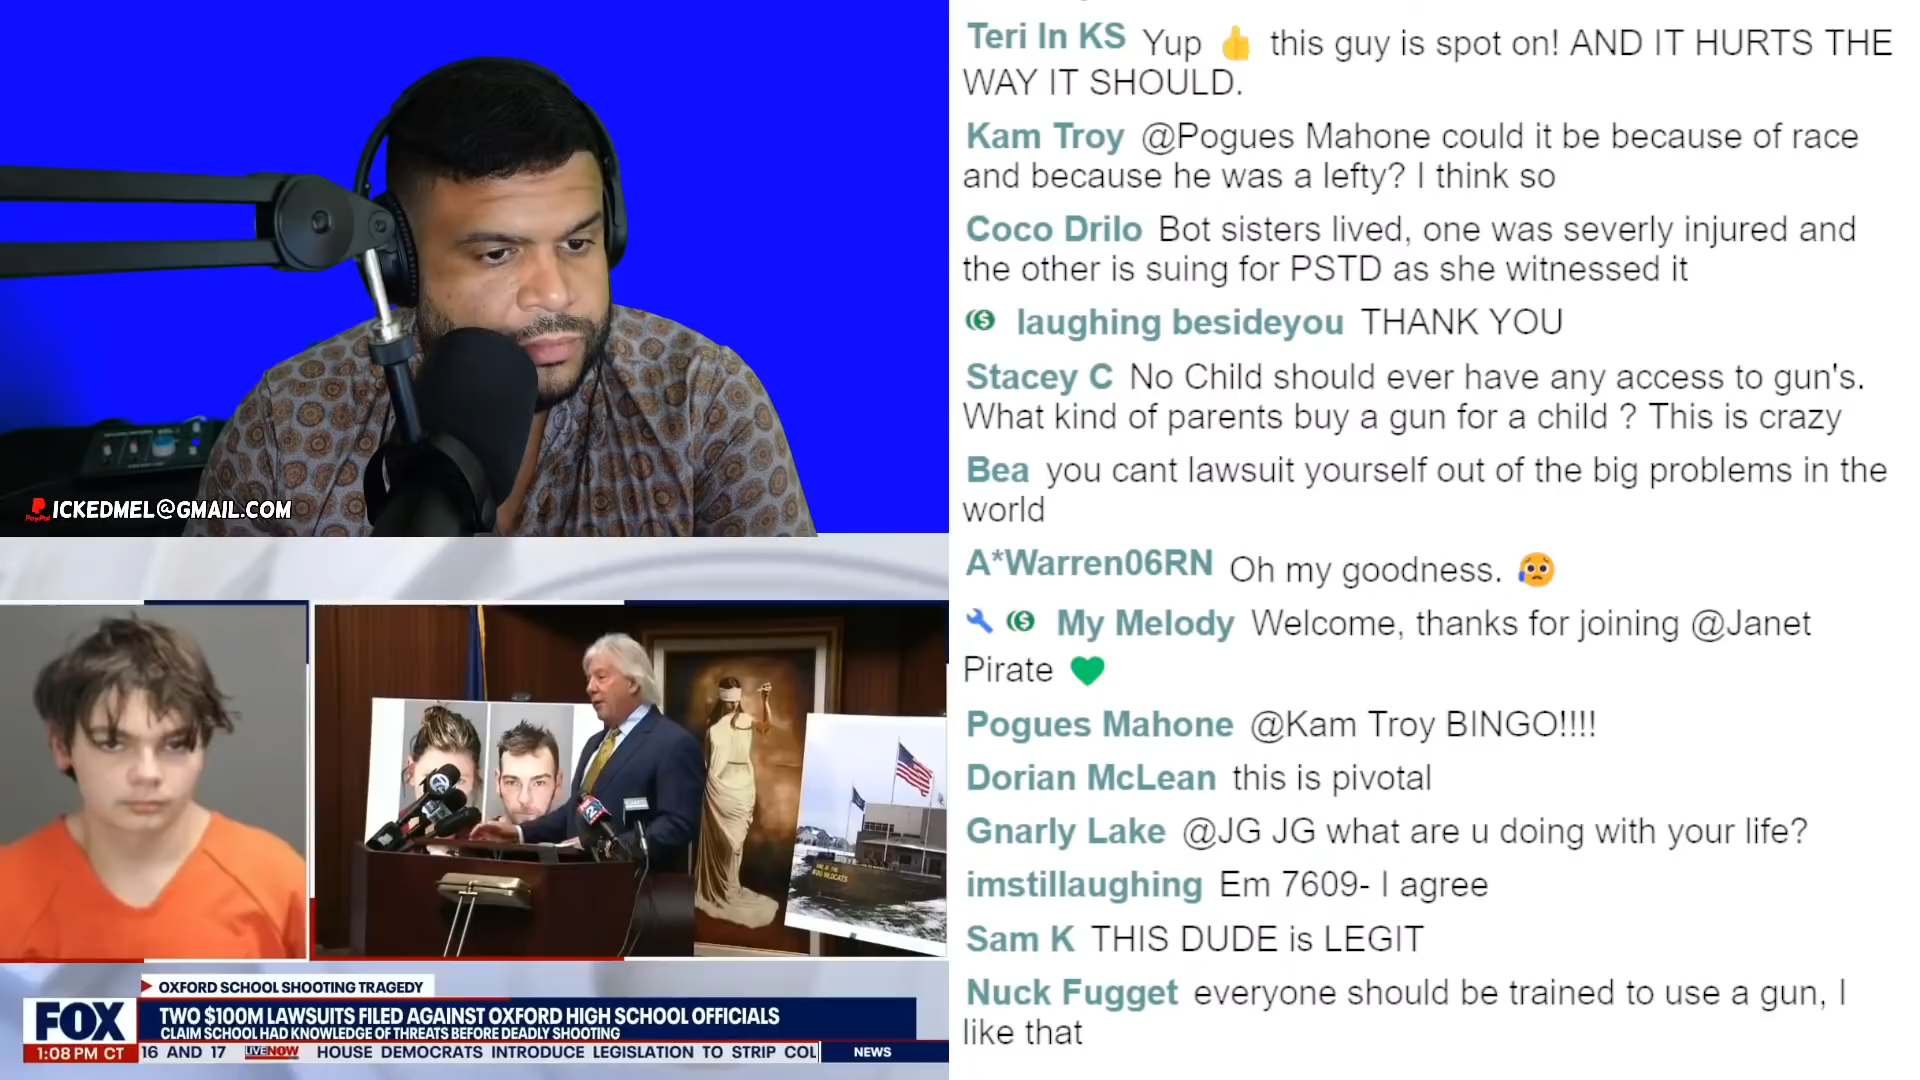 PayPal
ICKEDMEL@GMAIL.COM
OXFORD SCHOOL SHOOTING TRAGEDY
FOX
TWO $100M LAWSUITS FILED AGAINST OXFORD HIGH SCHOOL OFFICIALS
CLAIM SCHOOL HAD KNOWLEDGE OF THREATS BEFORE DEADLY SHOOTING
1:08 PM CT
16 AND 17 LIVENOW HOUSE DEMOCRATS INTRODUCE LEGISLATION TO STRIP COL
NEWS
Teri In KS Yup 👍 this guy is spot on! AND IT HURTS THE
WAY IT SHOULD.
Kam Troy @Pogues Mahone could it be because of race
and because he was a lefty? I think so
Coco Drilo Bot sisters lived, one was severly injured and
the other is suing for PSTD as she witnessed it
laughing besideyou THANK YOU
Stacey C No Child should ever have any access to gun's.
What kind of parents buy a gun for a child ? This is crazy
Bea you cant lawsuit yourself out of the big problems in the
world
A*Warren06RN Oh my goodness. 😥
My Melody Welcome, thanks for joining @Janet
Pirate 💚
Pogues Mahone @Kam Troy BINGO!!!!
Dorian McLean this is pivotal
Gnarly Lake @JG JG what are u doing with your life?
imstillaughing Em 7609- I agree
Sam K THIS DUDE is LEGIT
Nuck Fugget everyone should be trained to use a gun, I
like that